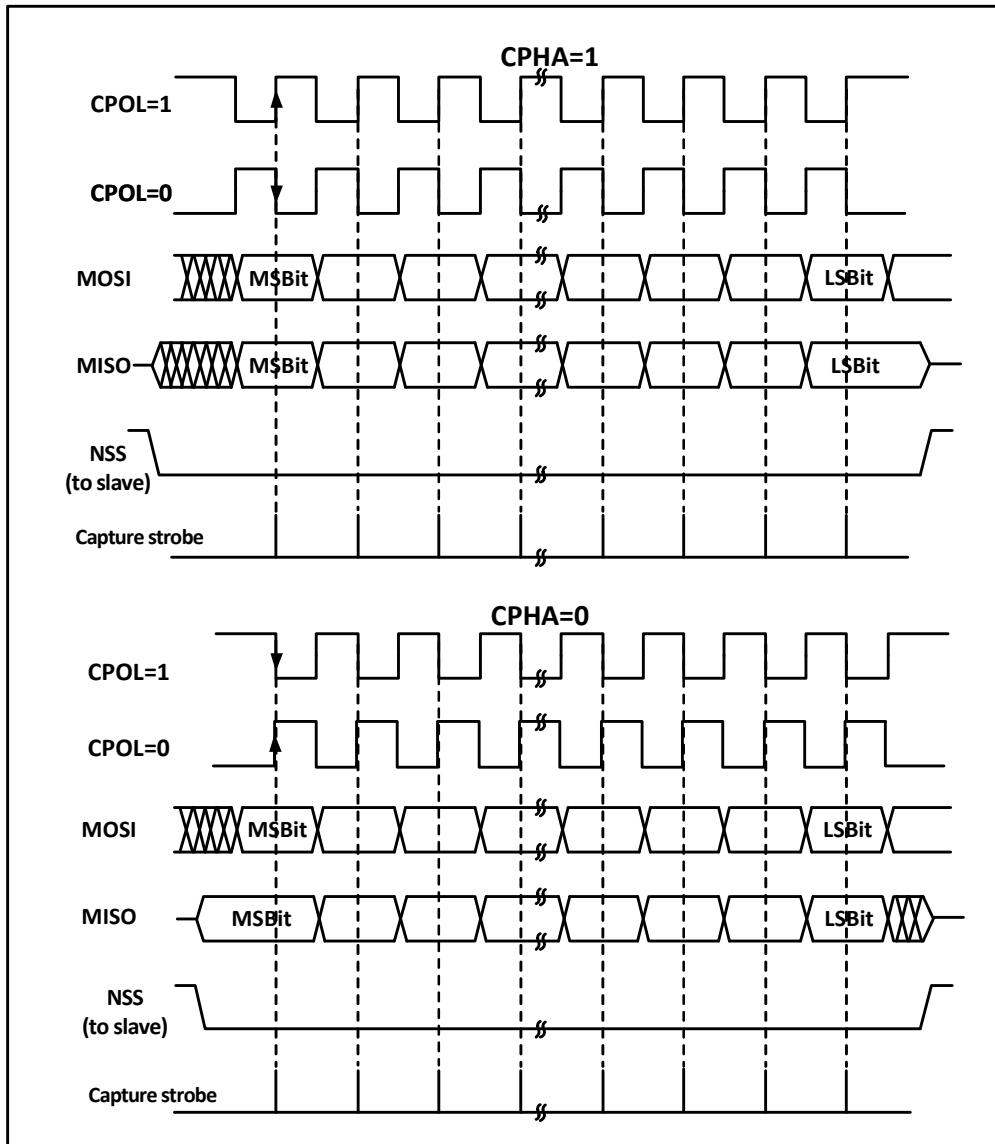 CPHA=1
CPOL=1
CPOL=0
MOSI MSBit LSBit
MISO MSBit LSBit
NSS
(to slave)
Capture strobe
CPHA=0
CPOL=1
CPOL=0
MOSI MSBit LSBit
MISO MSBit LSBit
NSS
(to slave)
Capture strobe